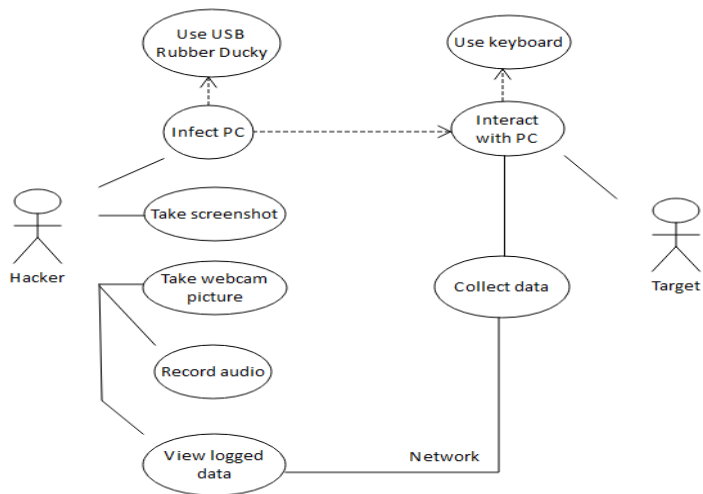 Use USB
Rubber Ducky
Use keyboard
Infect PC
Interact
with PC
Take screenshot
Hacker
Take webcam
picture
Collect data
Target
Record audio
View logged
data
Network